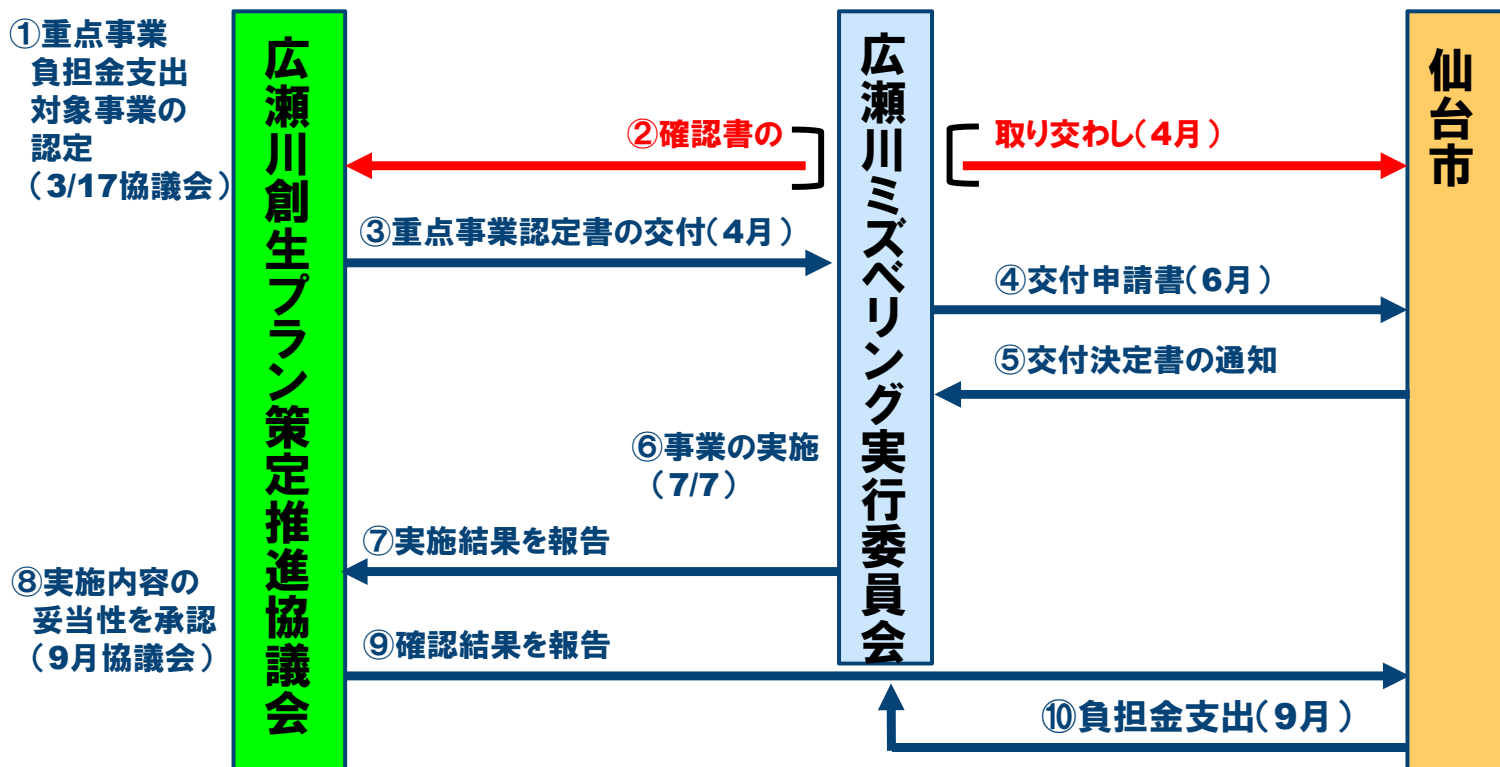 ①重点事業
負担金支出
対象事業の
認定
(3/17協議会)
広瀬川創生プラン策定推進協議会
広瀬川ミズベリング実行委員会
仙台市
②確認書の
取り交わし(4月)
③重点事業認定書の交付(4月)
④交付申請書(6月)
⑤交付決定書の通知
⑥事業の実施
(7/7)
⑦実施結果を報告
⑧実施内容の
妥当性を承認
(9月協議会)
⑨確認結果を報告
⑩負担金支出(9月)